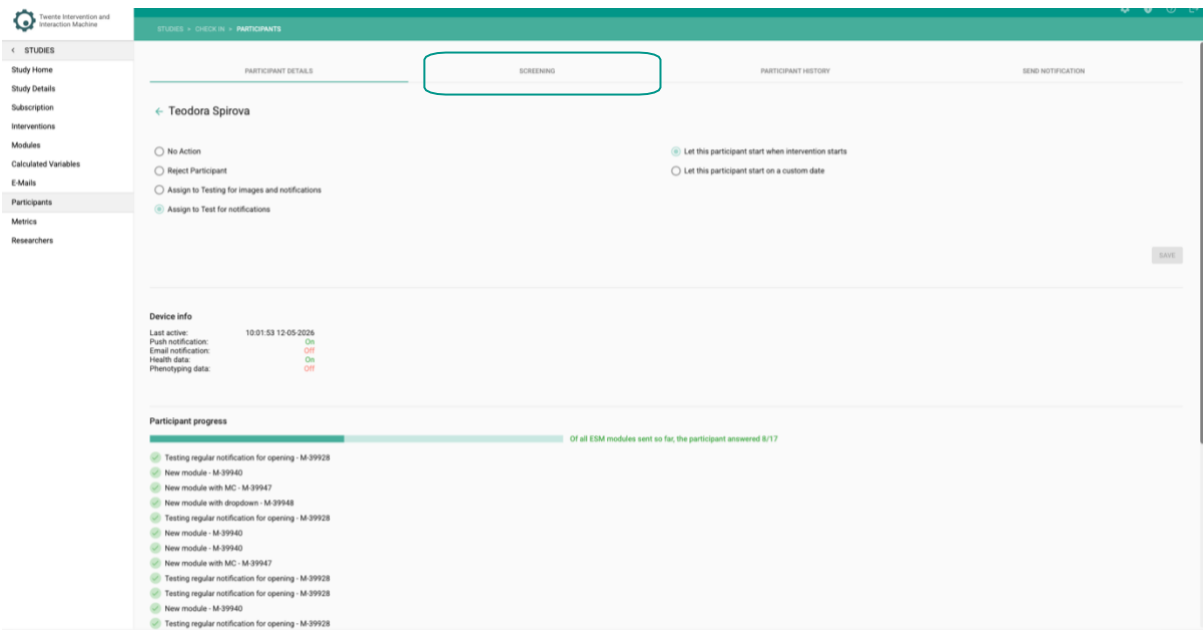 Twente Intervention and
Interaction Machine
STUDIES > CHECK IN > PARTICIPANTS
< STUDIES
Study Home
Study Details
Subscription
Interventions
Modules
Calculated Variables
E-Mails
Participants
Metrics
Researchers
PARTICIPANT DETAILS SCREENING PARTICIPANT HISTORY SEND NOTIFICATION
← Teodora Spirova
No Action
Reject Participant
Assign to Testing for images and notifications
Assign to Test for notifications
Let this participant start when intervention starts
Let this participant start on a custom date
SAVE
Device info
Last active: 10:01:53 12-05-2026
Push notification: On
Email notification: Off
Health data: On
Phenotyping data: Off
Participant progress
Of all ESM modules sent so far, the participant answered 8/17
Testing regular notification for opening - M-39928
New module - M-39940
New module with MC - M-39947
New module with dropdown - M-39948
Testing regular notification for opening - M-39928
New module - M-39940
New module - M-39940
New module with MC - M-39947
Testing regular notification for opening - M-39928
Testing regular notification for opening - M-39928
New module - M-39940
Testing regular notification for opening - M-39928